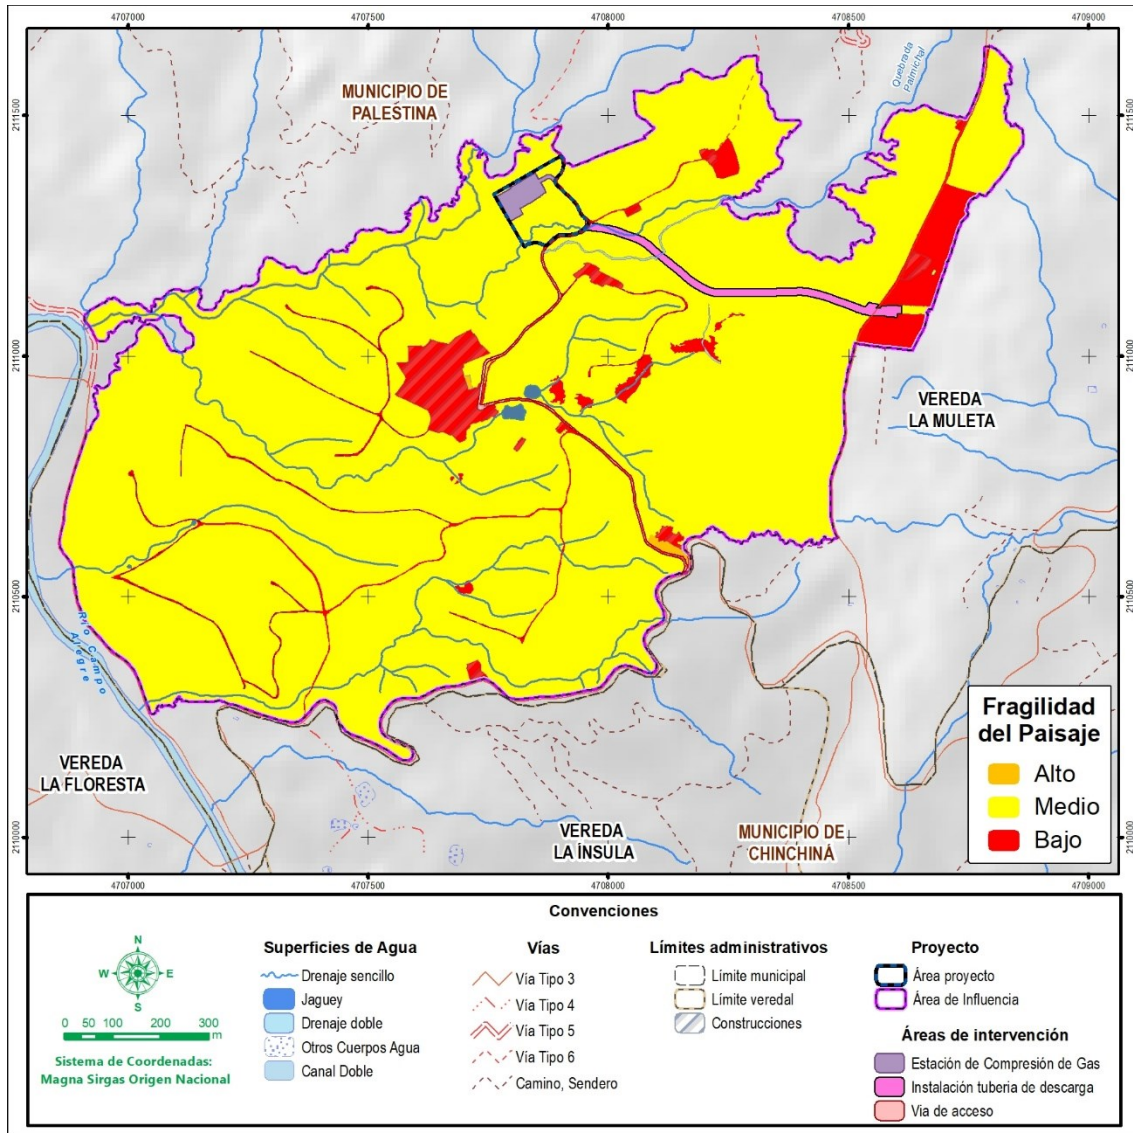 4707000 4707500 4708000 4708500 4709000
2111500
2111000
2110500
2110000
2111500
2111000
2110500
2110000
MUNICIPIO DE
PALESTINA
Quebrada
Palmichal
VEREDA
LA MULETA
Río Campo
Alegre
VEREDA
LA FLORESTA
VEREDA
LA ÍNSULA
MUNICIPIO DE
CHINCHINÁ
Fragilidad
del Paisaje
Alto
Medio
Bajo
4707000 4707500 4708000 4708500 4709000
Convenciones
N
W E
S
0 50 100 200 300
m
Sistema de Coordenadas:
Magna Sirgas Origen Nacional
Superficies de Agua
Drenaje sencillo
Jaguey
Drenaje doble
Otros Cuerpos Agua
Canal Doble
Vías
Vía Tipo 3
Vía Tipo 4
Vía Tipo 5
Vía Tipo 6
Camino, Sendero
Límites administrativos
Límite municipal
Límite veredal
Construcciones
Proyecto
Área proyecto
Área de Influencia
Áreas de intervención
Estación de Compresión de Gas
Instalación tuberia de descarga
Via de acceso